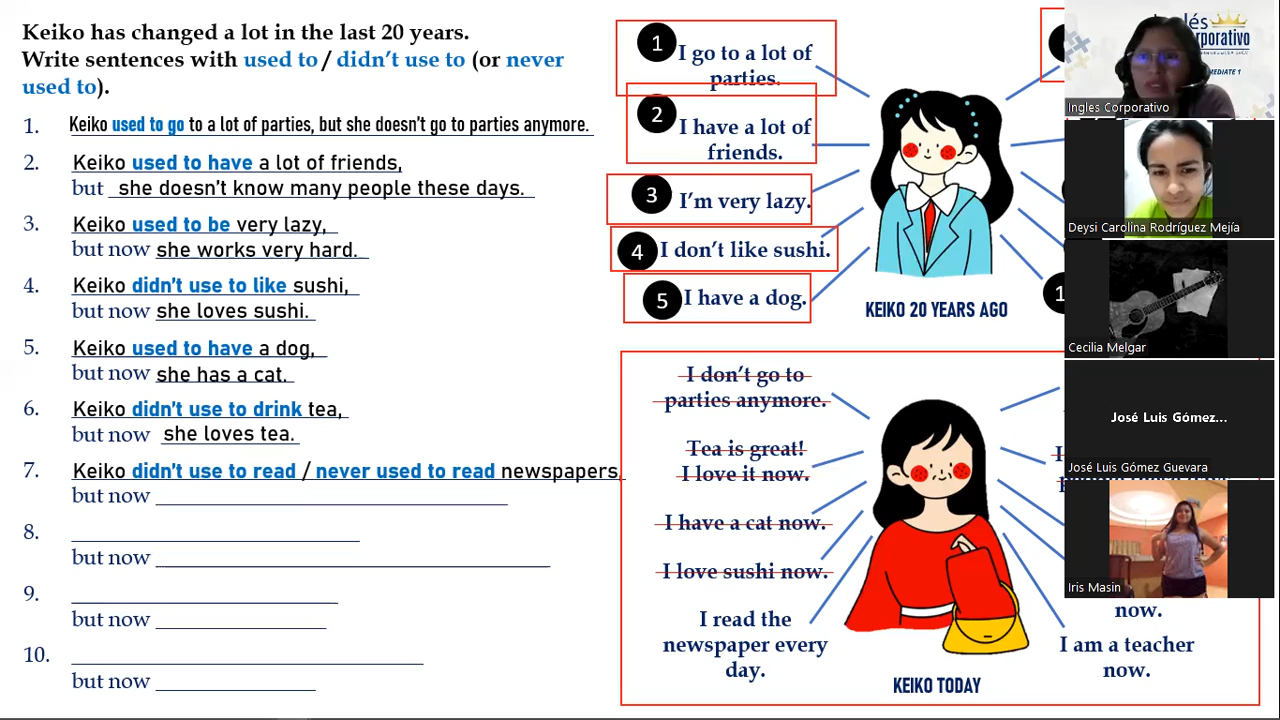 Keiko has changed a lot in the last 20 years.
Write sentences with used to / didn't use to (or never
used to).
1. Keiko used to go to a lot of parties, but she doesn't go to parties anymore.
2. Keiko used to have a lot of friends,
but she doesn't know many people these days.
3. Keiko used to be very lazy,
but now she works very hard.
4. Keiko didn't use to like sushi,
but now she loves sushi.
5. Keiko used to have a dog,
but now she has a cat.
6. Keiko didn't use to drink tea,
but now she loves tea.
7. Keiko didn't use to read / never used to read newspapers,
but now
8.
but now
9.
but now
10.
but now
1 I go to a lot of
parties.
2 I have a lot of
friends.
3 I'm very lazy.
4 I don't like sushi.
5 I have a dog.
KEIKO 20 YEARS AGO
I don't go to
parties anymore.
Tea is great!
I love it now.
I have a cat now.
I love sushi now.
I read the
newspaper every
day.
KEIKO TODAY
now.
I am a teacher
now.
Ingles Corporativo
Deysi Carolina Rodríguez Mejía
Cecilia Melgar
José Luis Gómez...
José Luis Gómez Guevara
Iris Masin